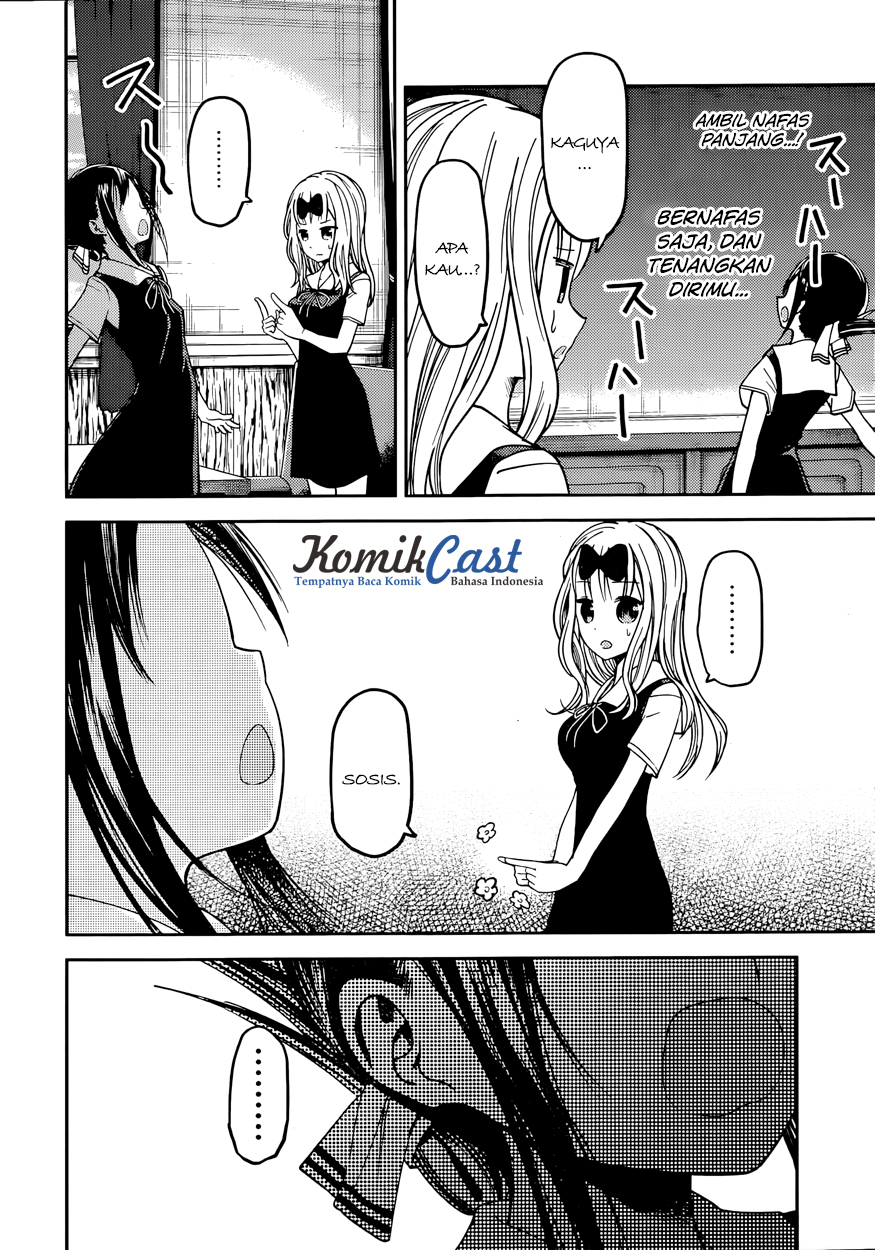 AMBIL NAFAS
PANJANG...!
スーハー
BERNAFAS
SAJA, DAN
TENANGKAN
DIRIMU...
スーハー
KAGUYA
...
APA
KAU...?
スー
.........
KomikCast
Tempatnya Baca Komik Bahasa Indonesia
.........
SOSIS.
.........